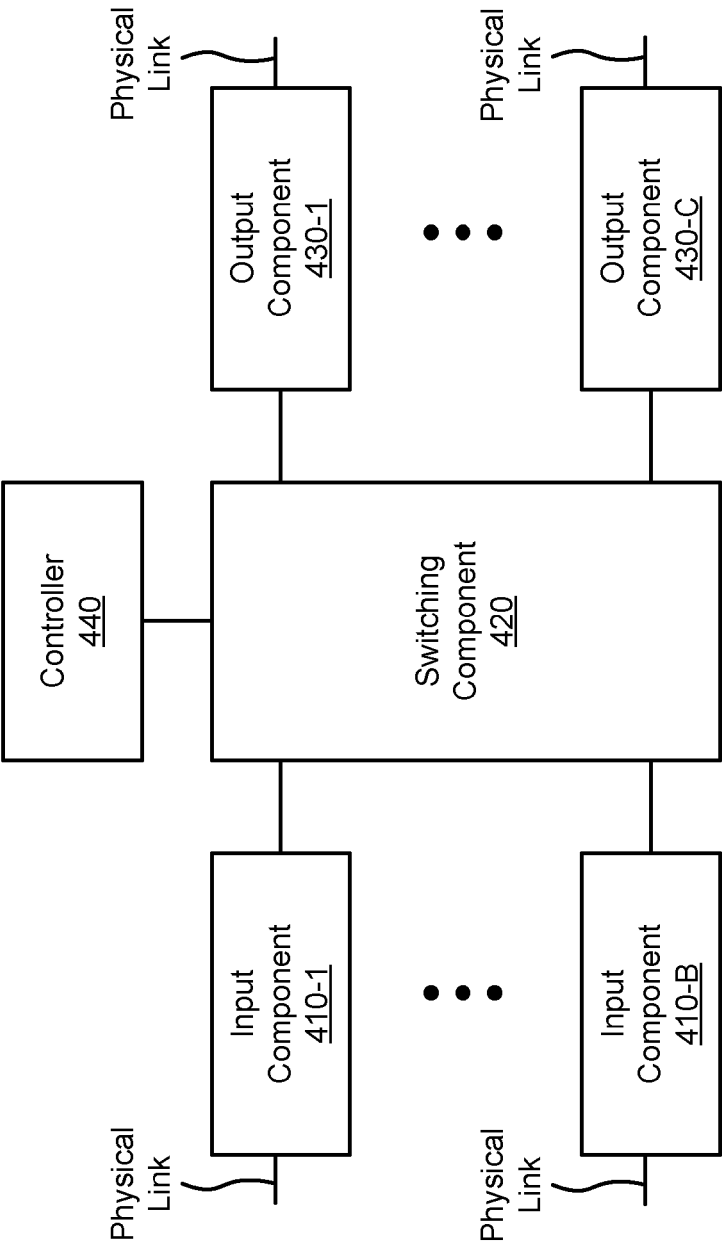 Controller
440
Physical
Link
Input
Component
410-1
Switching
Component
420
Output
Component
430-1
Physical
Link
Physical
Link
Input
Component
410-B
Output
Component
430-C
Physical
Link